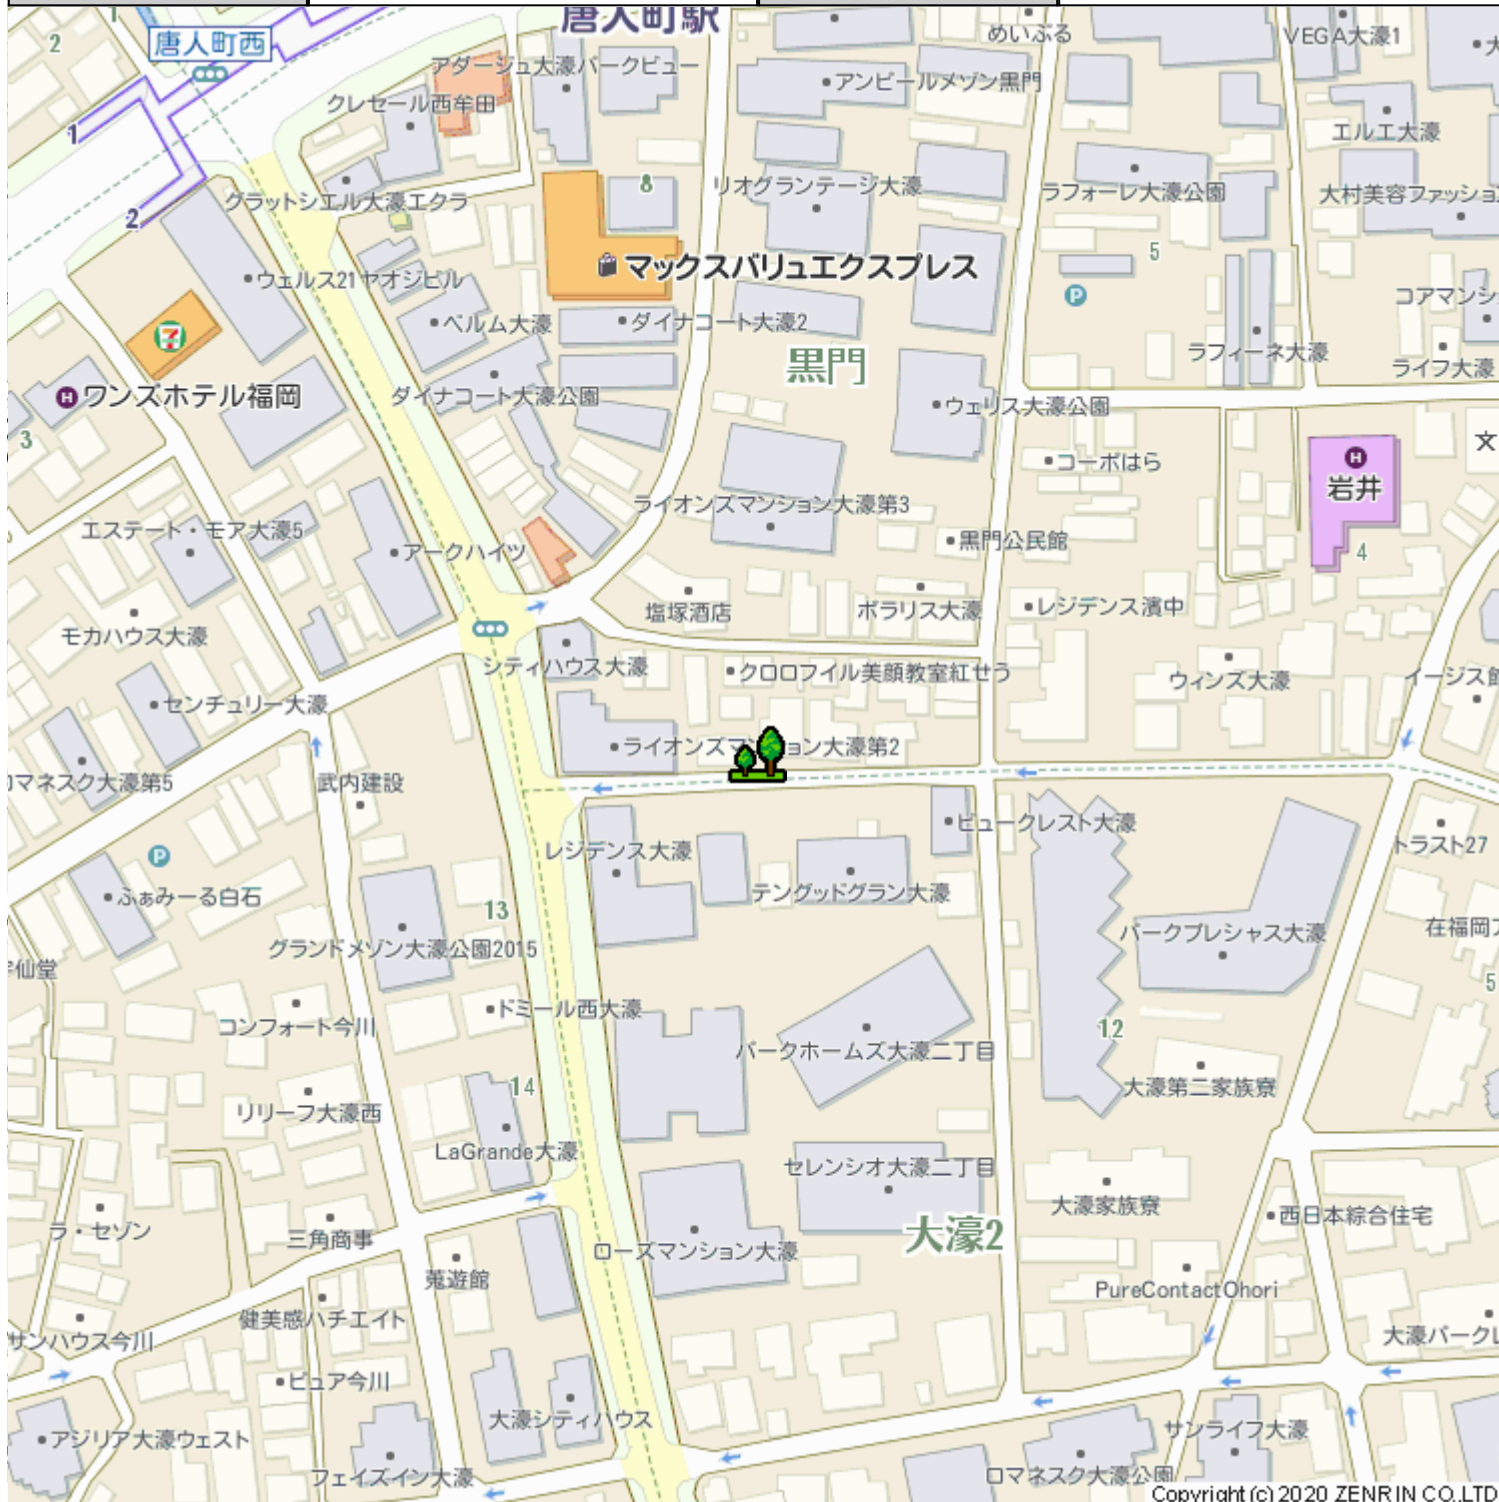 唐人町駅
1
2
唐人町西
めいぷる
VEGA大濠1
アダージュ大濠パークビュー
アンピールメゾン黒門
クレセール西牟田
1
エルエ大濠
8
リオグランテージ大濠
ラフォーレ大濠公園
大村美容ファッショ
グラットシエル大濠エクラ
2
5
マックスバリュエクスプレス
ウェルス21
ヤオジビル
P
コアマンシ
ベルム大濠
ダイナコート大濠2
7
黒門
ラフィーネ大濠
ライフ大濠
H
ワンズホテル福岡
ダイナコート大濠公園
ウェリス大濠公園
3
文
コーポはら
H
岩井
ライオンズマンション大濠第3
エステート・モア大濠5
アークハイツ
黒門公民館
4
塩塚酒店
ポラリス大濠
レジデンス濱中
モカハウス大濠
シティハウス大濠
クロロフイル美顔教室紅せう
ウィンズ大濠
イージス館
センチュリー大濠
ライオンズマンション大濠第2
ロマネスク大濠第5
武内建設
ビュークレスト大濠
トラスト27
P
レジデンス大濠
テングッドグラン大濠
ふぁみーる白石
13
グランドメゾン大濠公園2015
パークプレシャス大濠
在福岡
宇仙堂
5
ドミール西大濠
コンフォート今川
12
パークホームズ大濠二丁目
14
大濠第二家族寮
リリーフ大濠西
LaGrande大濠
セレンシオ大濠二丁目
大濠家族寮
西日本綜合住宅
ラ・セゾン
三角商事
大濠2
ローズマンション大濠
蒐遊館
PureContactOhori
健美感ハチエイト
サンハウス今川
大濠パークレ
ピュア今川
大濠シティハウス
サンライフ大濠
アジリア大濠ウェスト
フェイズイン大濠
ロマネスク大濠公園
Copyright (c) 2020 ZENRIN CO.,LTD